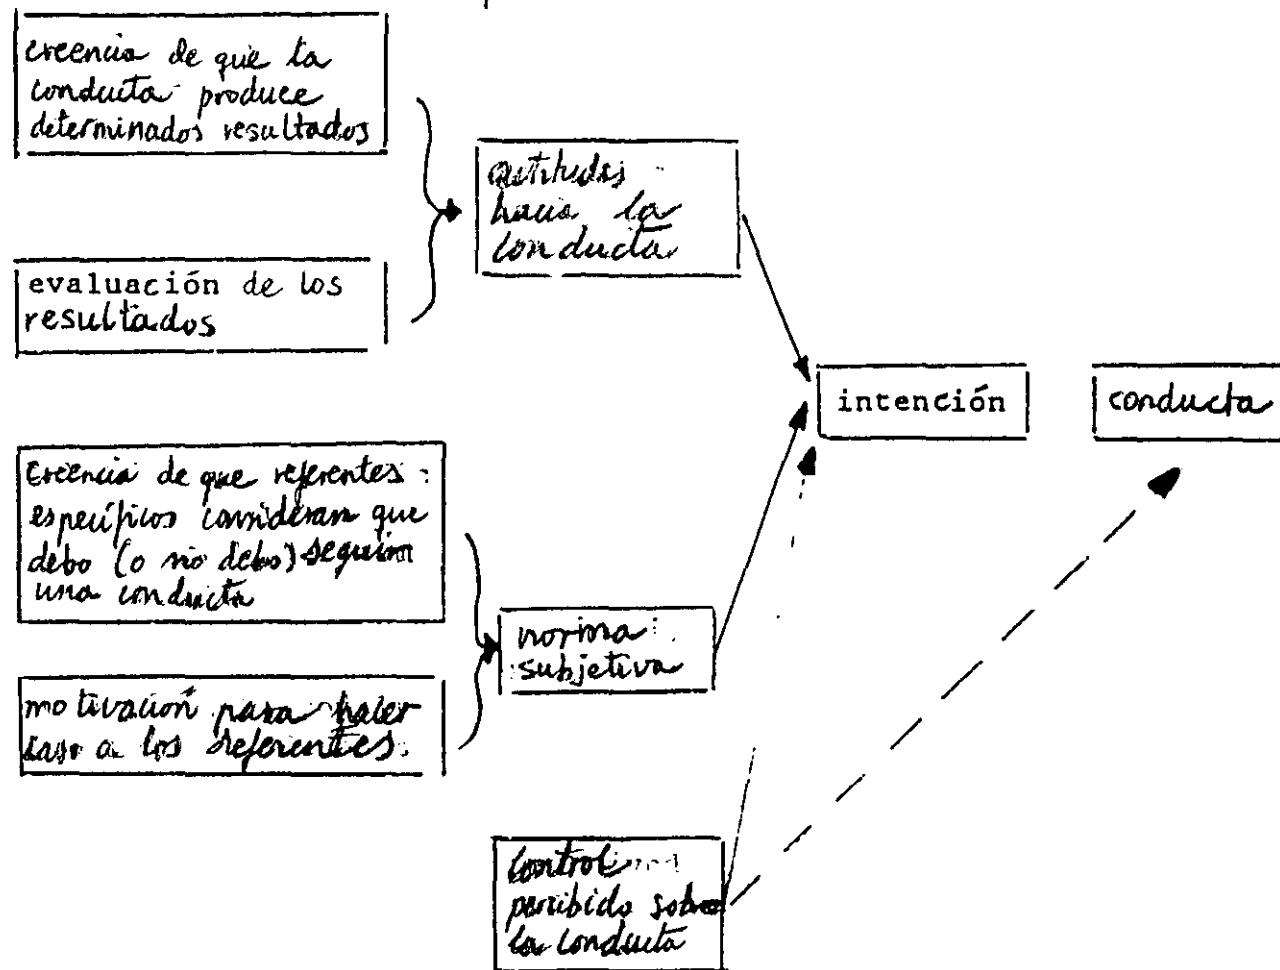 creencia de que la
conducta produce
determinados resultados
actitudes
hacia la
conducta
evaluación de los
resultados
intención
conducta
creencia de que referentes
específicos consideran que
debo (o no debo) seguir
una conducta
norma
subjetiva
motivación para hacer
caso a los referentes.
control
percibido sobre
la conducta